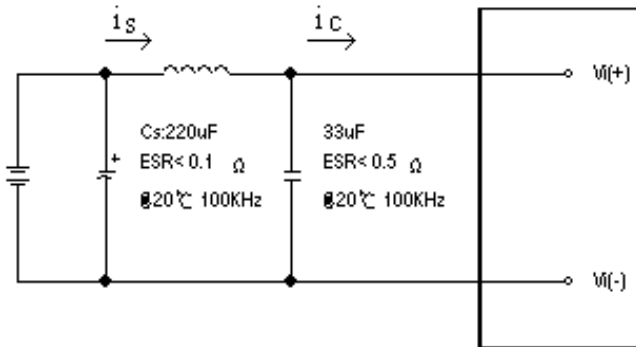 is
ic
Vi(+)
Cs:220uF
ESR< 0.1 Ω
@20℃ 100KHz
33uF
ESR< 0.5 Ω
@20℃ 100KHz
+
Vi(-)